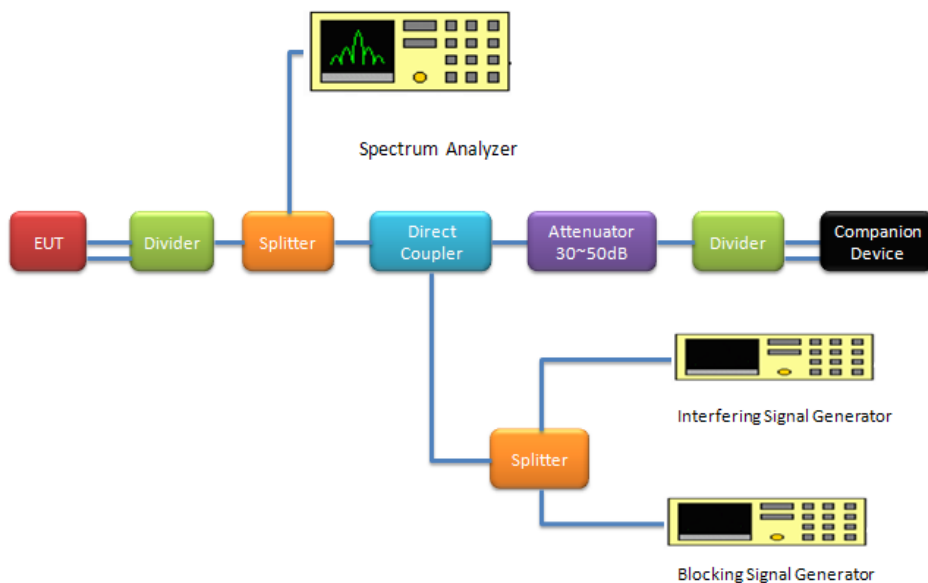 Spectrum Analyzer
EUT
Divider
Splitter
Direct
Coupler
Attenuator
30~50dB
Divider
Companion
Device
Interfering Signal Generator
Splitter
Blocking Signal Generator